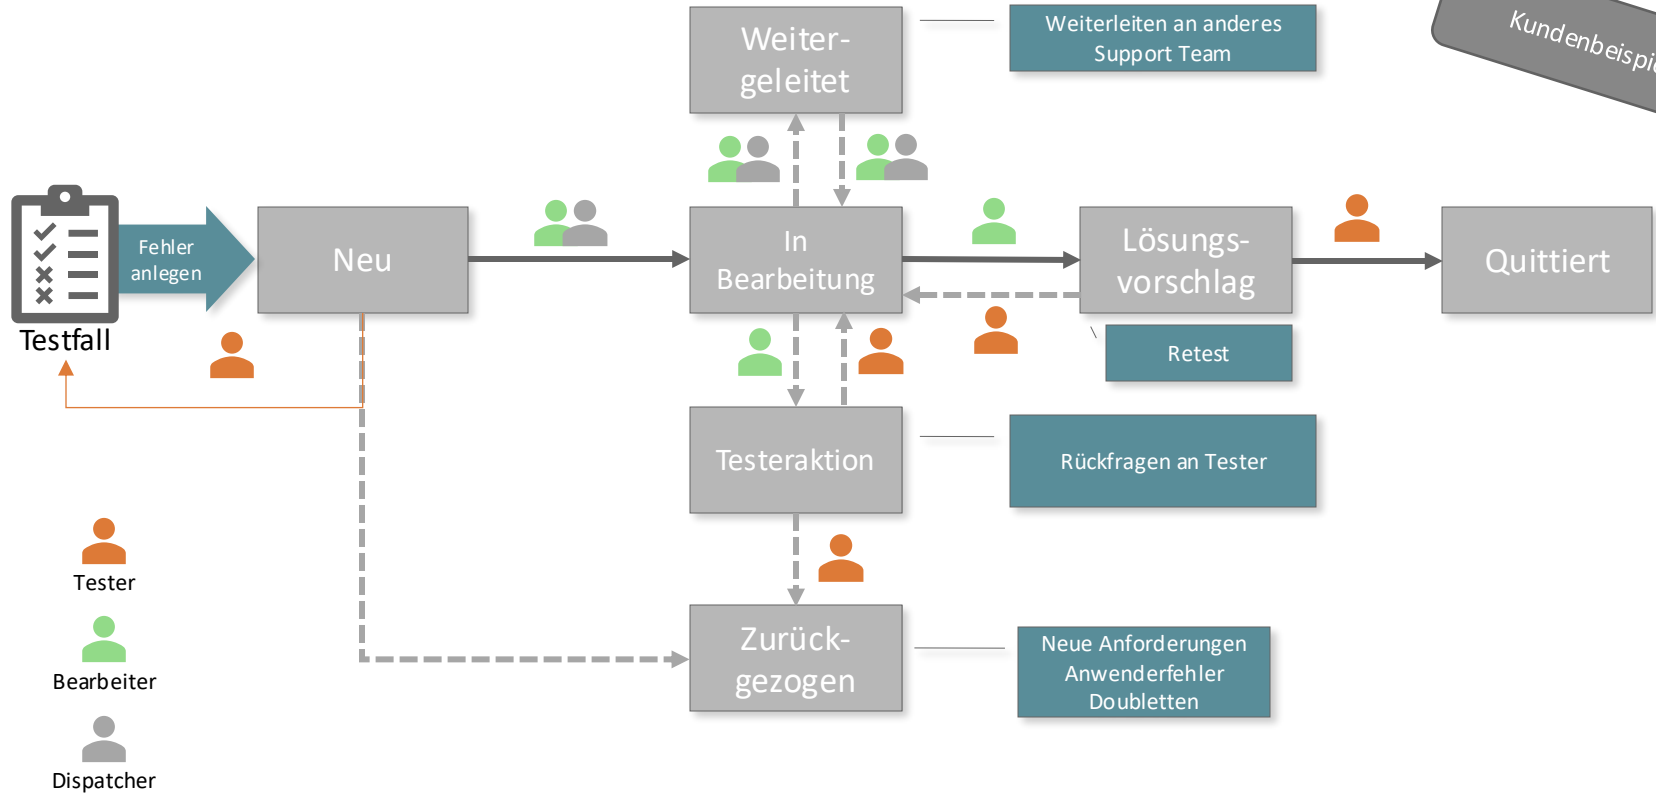 Weiter-
geleitet
Weiterleiten an anderes
Support Team
Fehler
anlegen
Neu
In
Bearbeitung
Lösungs-
vorschlag
Quittiert
Testfall
Retest
Testeraktion
Rückfragen an Tester
Tester
Zurück-
gezogen
Neue Anforderungen
Anwenderfehler
Doubletten
Bearbeiter
Dispatcher